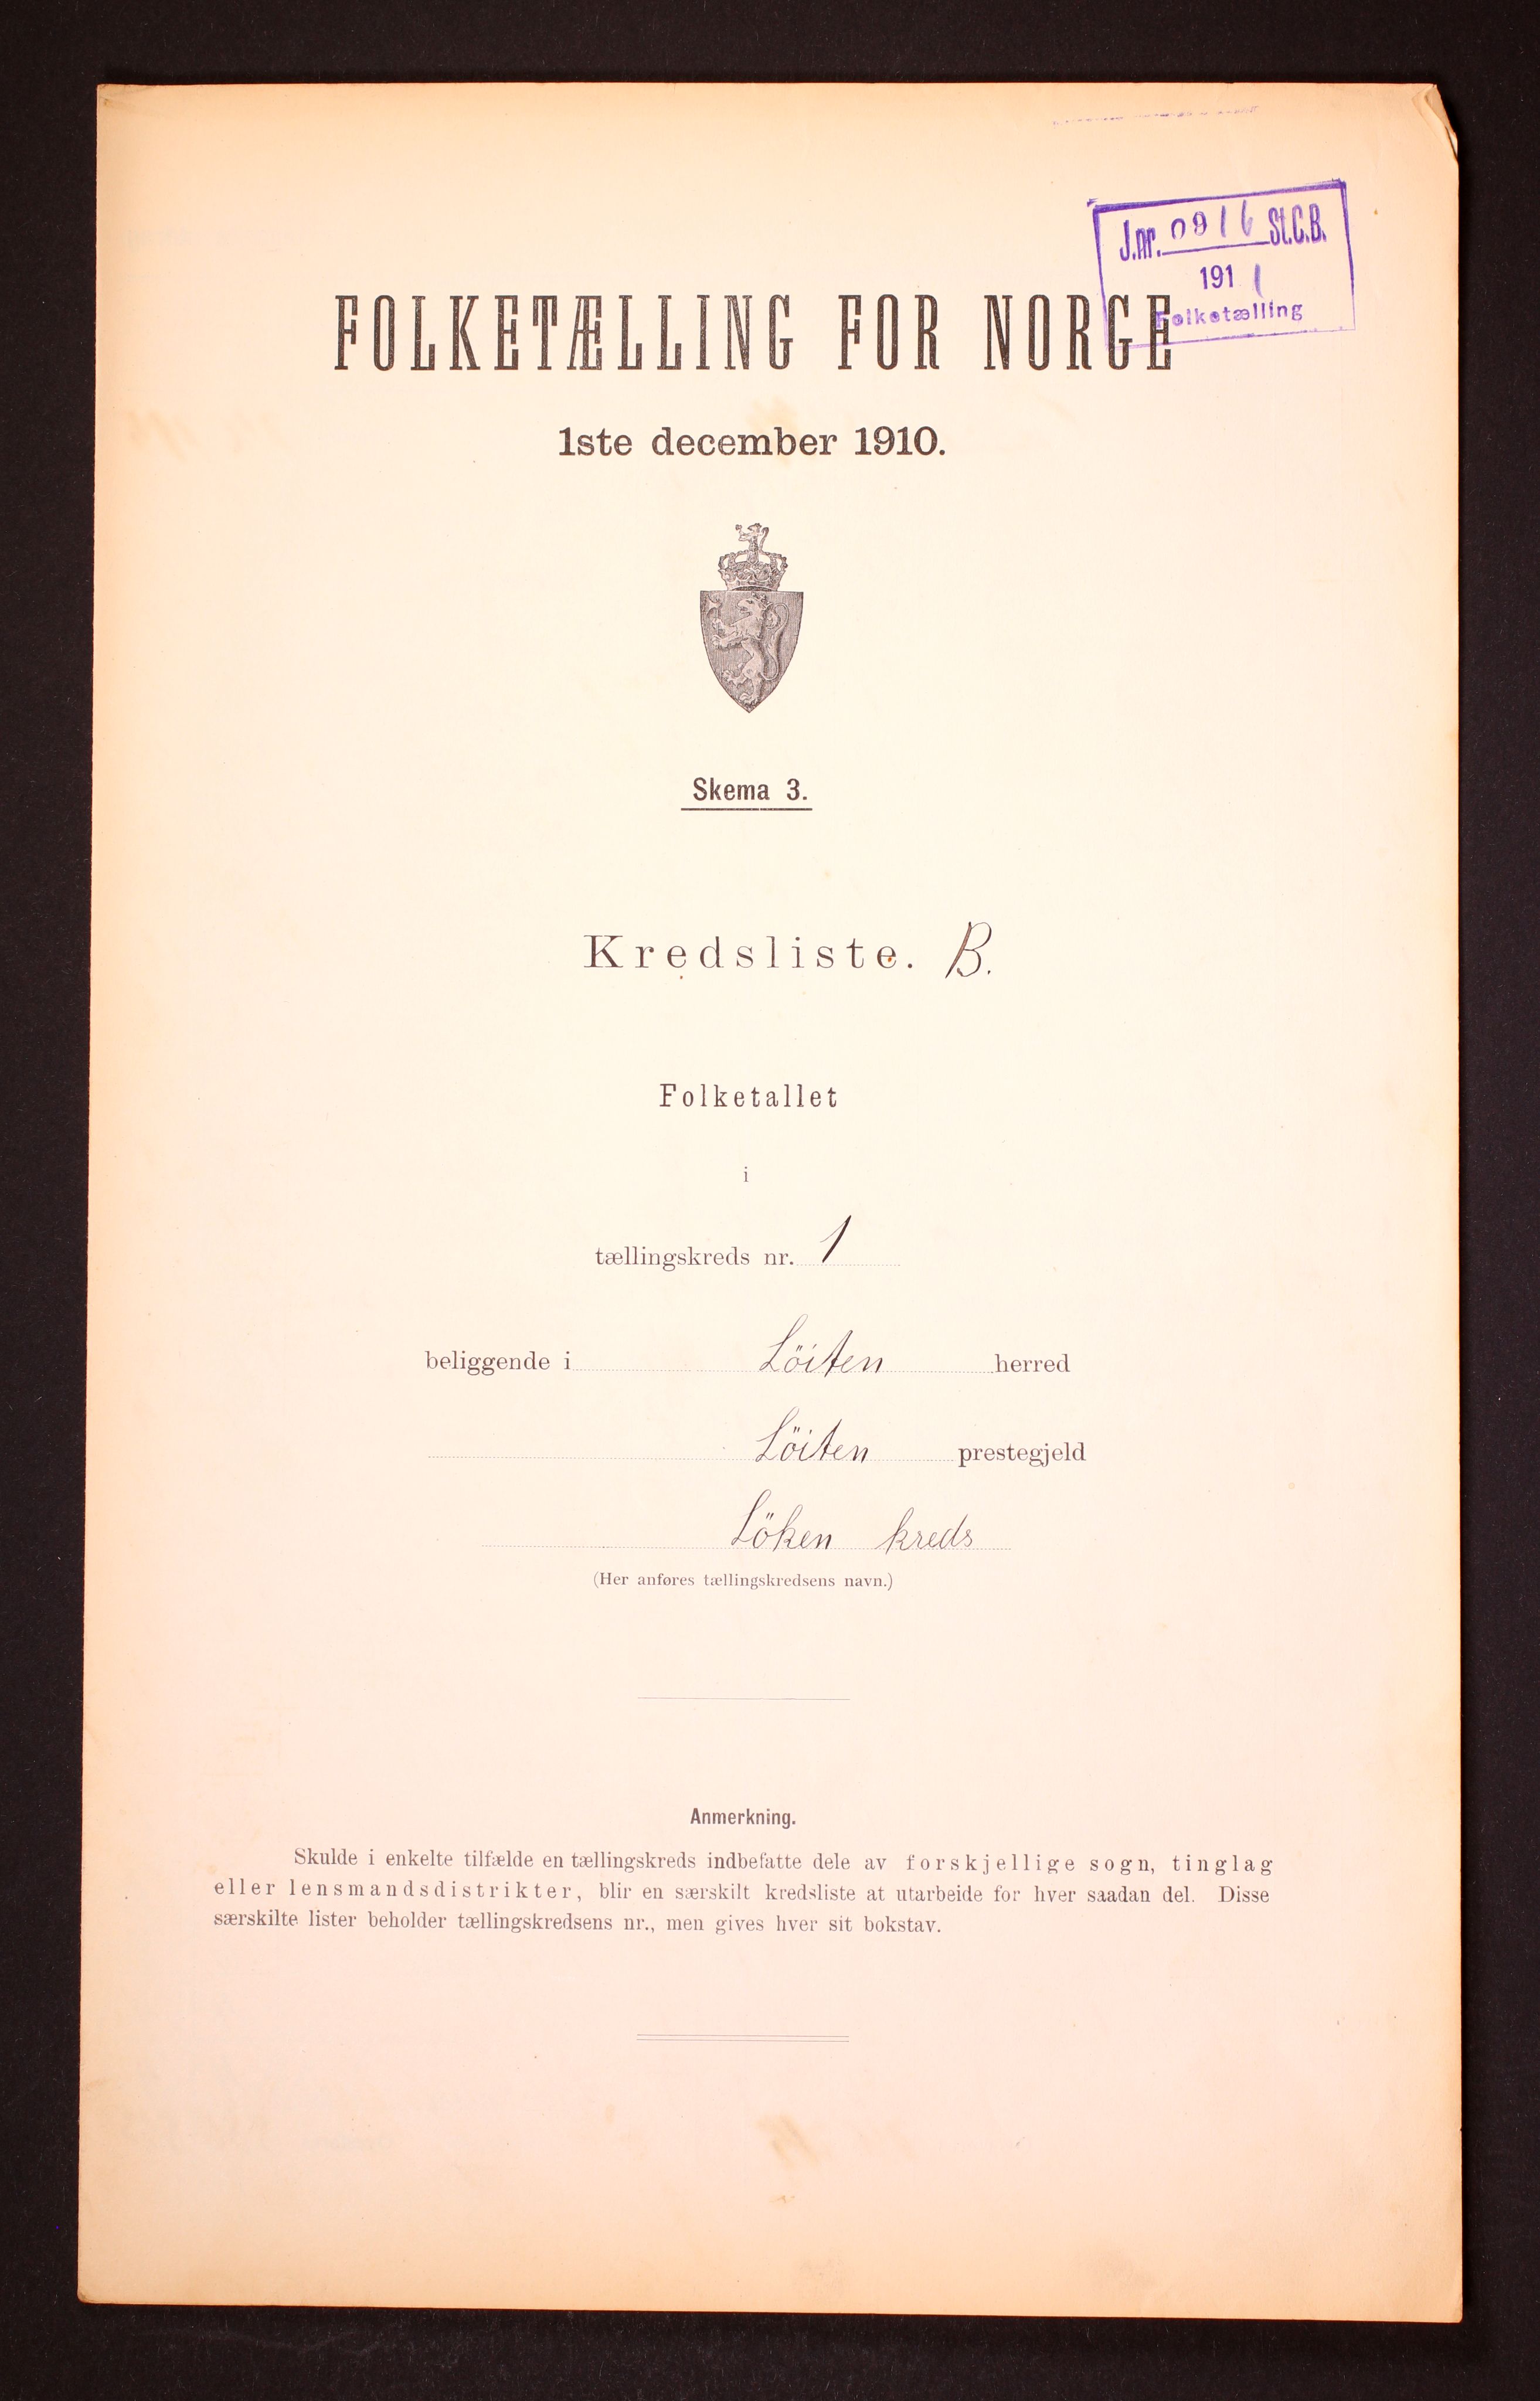 J.nr. 0916 St.C.B.
191 1
Folketælling
FOLKETÆLLING FOR NORGE
1ste december 1910.
Skema 3.
Kredsliste. B.
Folketallet
i
tællingskreds nr. 1
beliggende i Löiten herred
Löiten prestegjeld
Löken kreds
(Her anføres tællingskredsens navn.)
Anmerkning.
Skulde i enkelte tilfælde en tællingskreds indbefatte dele av forskjellige sogn, tinglag
eller lensmandsdistrikter, blir en særskilt kredsliste at utarbeide for hver saadan del. Disse
særskilte lister beholder tællingskredsens nr., men gives hver sit bokstav.